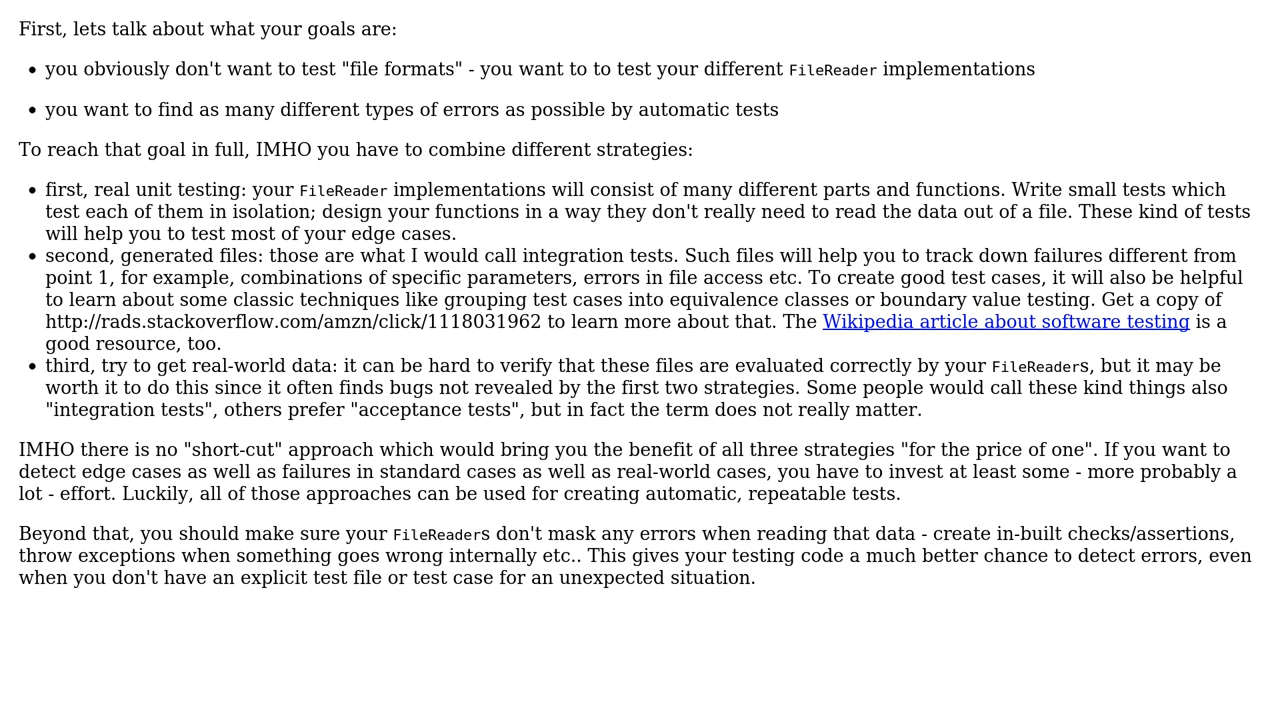 First, lets talk about what your goals are:
• you obviously don't want to test "file formats" - you want to to test your different FileReader implementations
• you want to find as many different types of errors as possible by automatic tests
To reach that goal in full, IMHO you have to combine different strategies:
• first, real unit testing: your FileReader implementations will consist of many different parts and functions. Write small tests which
test each of them in isolation; design your functions in a way they don't really need to read the data out of a file. These kind of tests
will help you to test most of your edge cases.
• second, generated files: those are what I would call integration tests. Such files will help you to track down failures different from
point 1, for example, combinations of specific parameters, errors in file access etc. To create good test cases, it will also be helpful
to learn about some classic techniques like grouping test cases into equivalence classes or boundary value testing. Get a copy of
http://rads.stackoverflow.com/amzn/click/1118031962 to learn more about that. The Wikipedia article about software testing is a
good resource, too.
• third, try to get real-world data: it can be hard to verify that these files are evaluated correctly by your FileReaders, but it may be
worth it to do this since it often finds bugs not revealed by the first two strategies. Some people would call these kind things also
"integration tests", others prefer "acceptance tests", but in fact the term does not really matter.
IMHO there is no "short-cut" approach which would bring you the benefit of all three strategies "for the price of one". If you want to
detect edge cases as well as failures in standard cases as well as real-world cases, you have to invest at least some - more probably a
lot - effort. Luckily, all of those approaches can be used for creating automatic, repeatable tests.
Beyond that, you should make sure your FileReaders don't mask any errors when reading that data - create in-built checks/assertions,
throw exceptions when something goes wrong internally etc.. This gives your testing code a much better chance to detect errors, even
when you don't have an explicit test file or test case for an unexpected situation.